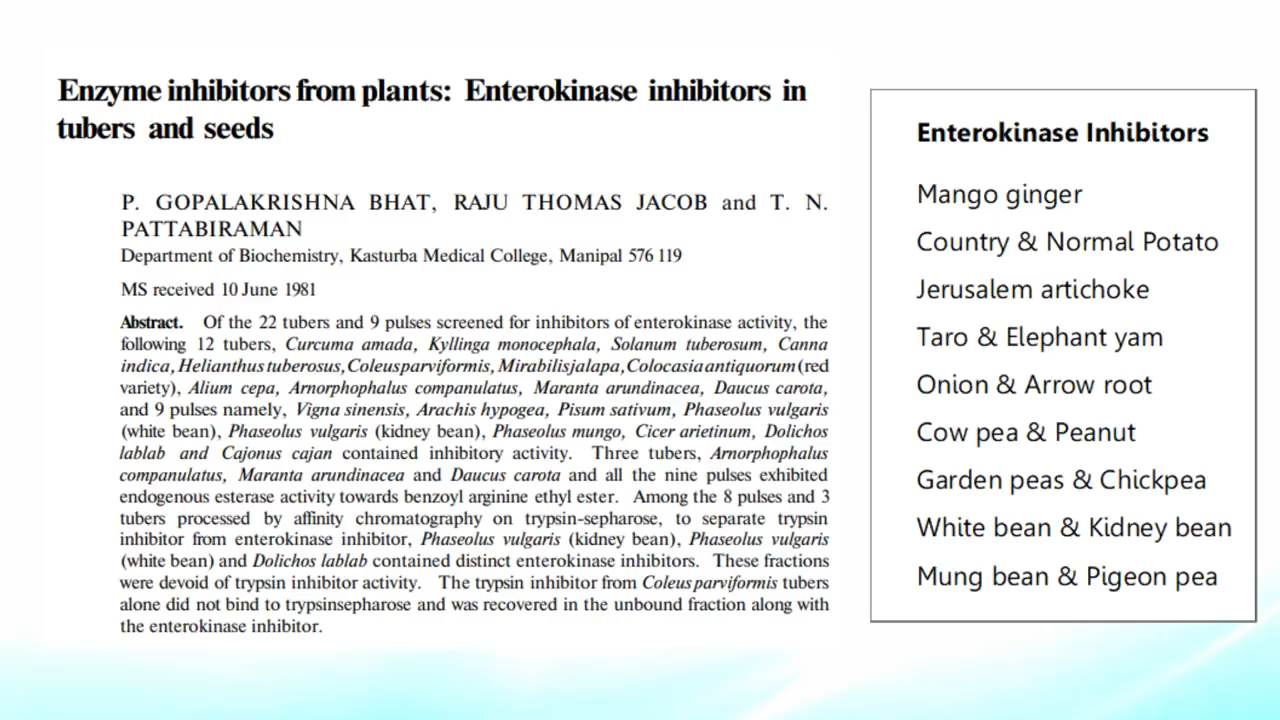 Enzyme inhibitors from plants: Enterokinase inhibitors in
tubers and seeds
P. GOPALAKRISHNA BHAT, RAJU THOMAS JACOB and T. N.
PATTABIRAMAN
Department of Biochemistry, Kasturba Medical College, Manipal 576 119
MS received 10 June 1981
Abstract. Of the 22 tubers and 9 pulses screened for inhibitors of enterokinase activity, the
following 12 tubers, Curcuma amada, Kyllinga monocephala, Solanum tuberosum, Canna
indica, Helianthus tuberosus, Coleus parviformis, Mirabilis jalapa, Colocasia antiquorum (red
variety), Alium cepa, Amorphophalus companulatus, Maranta arundinacea, Daucus carota,
and 9 pulses namely, Vigna sinensis, Arachis hypogea, Pisum sativum, Phaseolus vulgaris
(white bean), Phaseolus vulgaris (kidney bean), Phaseolus mungo, Cicer arietinum, Dolichos
lablab and Cajonus cajan contained inhibitory activity. Three tubers, Amorphophalus
companulatus, Maranta arundinacea and Daucus carota and all the nine pulses exhibited
endogenous esterase activity towards benzoyl arginine ethyl ester. Among the 8 pulses and 3
tubers processed by affinity chromatography on trypsin-sepharose, to separate trypsin
inhibitor from enterokinase inhibitor, Phaseolus vulgaris (kidney bean), Phaseolus vulgaris
(white bean) and Dolichos lablab contained distinct enterokinase inhibitors. These fractions
were devoid of trypsin inhibitor activity. The trypsin inhibitor from Coleus parviformis tubers
alone did not bind to trypsinsepharose and was recovered in the unbound fraction along with
the enterokinase inhibitor.
Enterokinase Inhibitors
Mango ginger
Country & Normal Potato
Jerusalem artichoke
Taro & Elephant yam
Onion & Arrow root
Cow pea & Peanut
Garden peas & Chickpea
White bean & Kidney bean
Mung bean & Pigeon pea